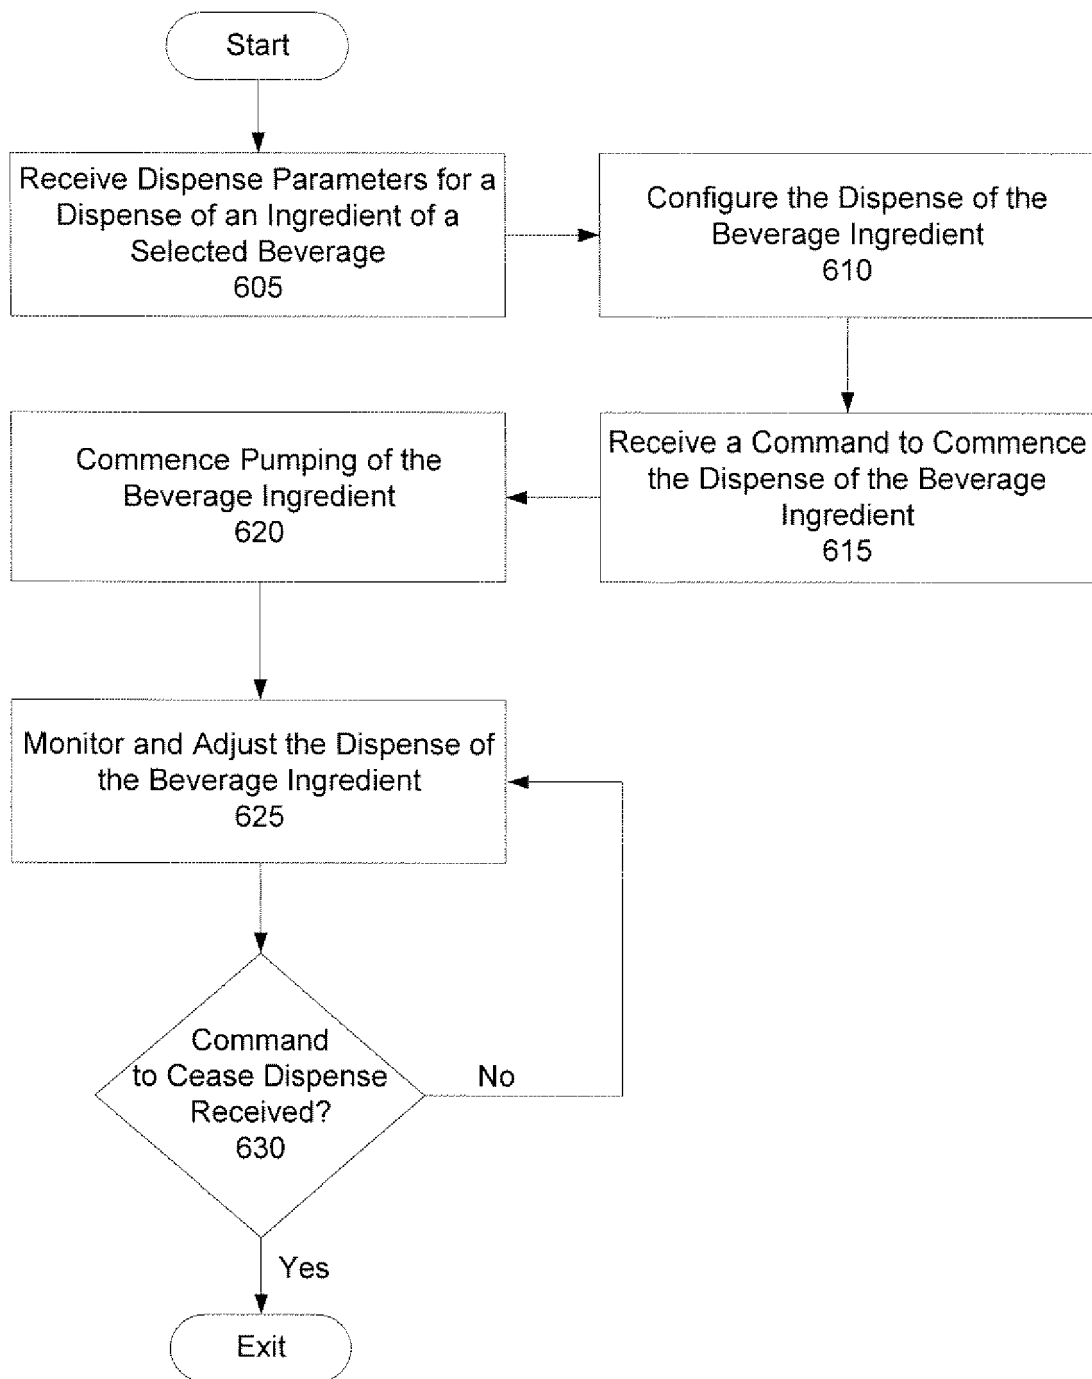 Start
Receive Dispense Parameters for a
Dispense of an Ingredient of a
Selected Beverage
605
Configure the Dispense of the
Beverage Ingredient
610
Receive a Command to Commence
the Dispense of the Beverage
Ingredient
615
Commence Pumping of the
Beverage Ingredient
620
Monitor and Adjust the Dispense of
the Beverage Ingredient
625
Command
to Cease Dispense
Received?
630
No
Yes
Exit